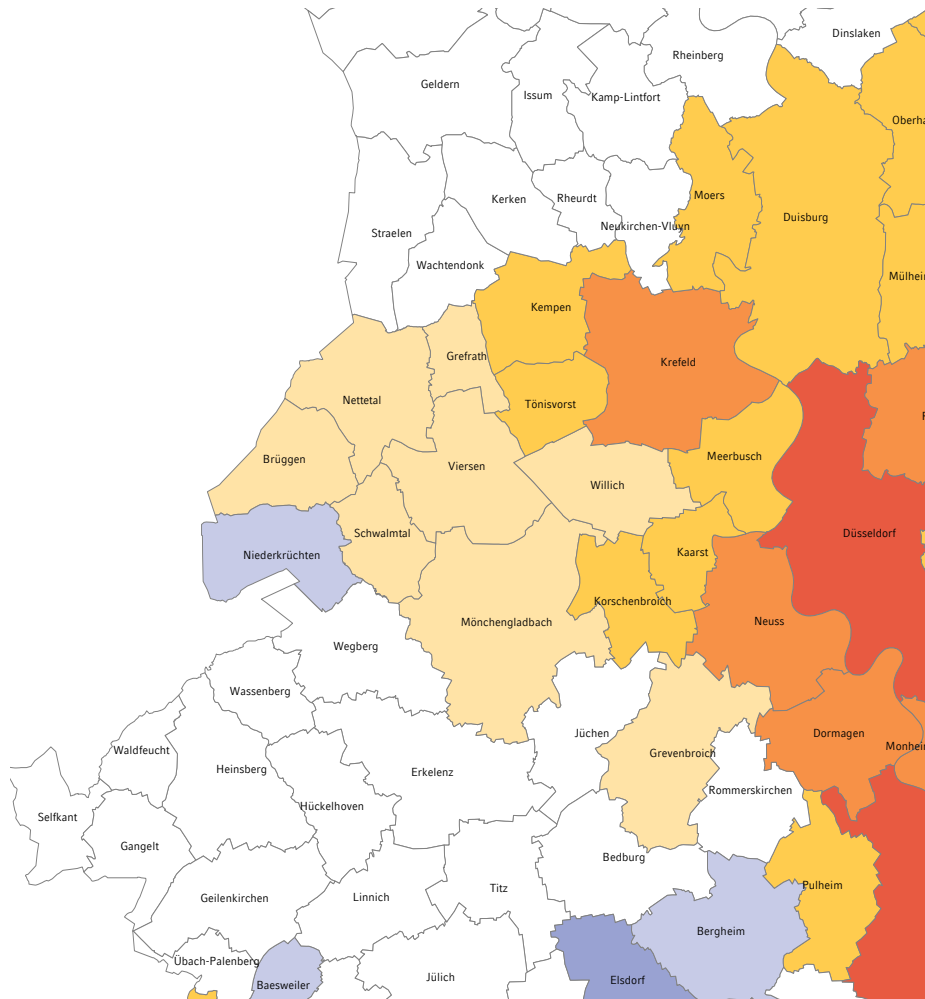 Dinslaken
Rheinberg
Geldern
Issum
Kamp-Lintfort
Oberha
Moers
Kerken
Rheurdt
Duisburg
Neukirchen-Vluyn
Straelen
Wachtendonk
Mülhei
Kempen
Grefrath
Krefeld
Nettetal
Tönisvorst
Brüggen
Viersen
Meerbusch
Willich
Schwalmtal
Düsseldorf
Niederkrüchten
Kaarst
Korschenbroich
Mönchengladbach
Neuss
Wegberg
Wassenberg
Jüchen
Dormagen
Waldfeucht
Grevenbroich
Monhei
Heinsberg
Erkelenz
Rommerskirchen
Hückelhoven
Selfkant
Gangelt
Bedburg
Pulheim
Titz
Geilenkirchen
Linnich
Bergheim
Übach-Palenberg
Jülich
Elsdorf
Baesweiler